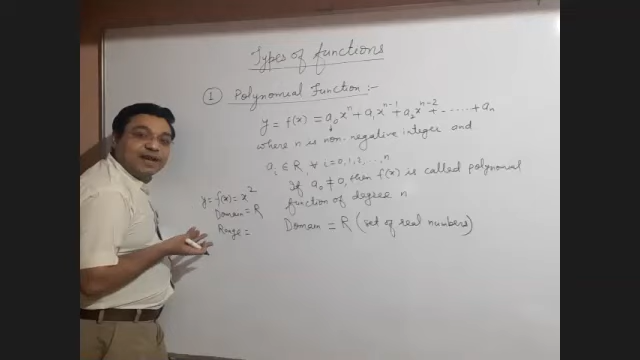 Types of functions
① Polynomial Function :-
y = f(x) = a₀xⁿ + a₁xⁿ⁻¹ + a₂xⁿ⁻² + ------ + aₙ
where n is non-negative integer and
aᵢ ∈ R, ∀ i = 0, 1, 2, ... n
If a₀ ≠ 0, then f(x) is called polynomial
function of degree n
Domain = R (set of real numbers)
y = f(x) = x²
Domain = R
Range =